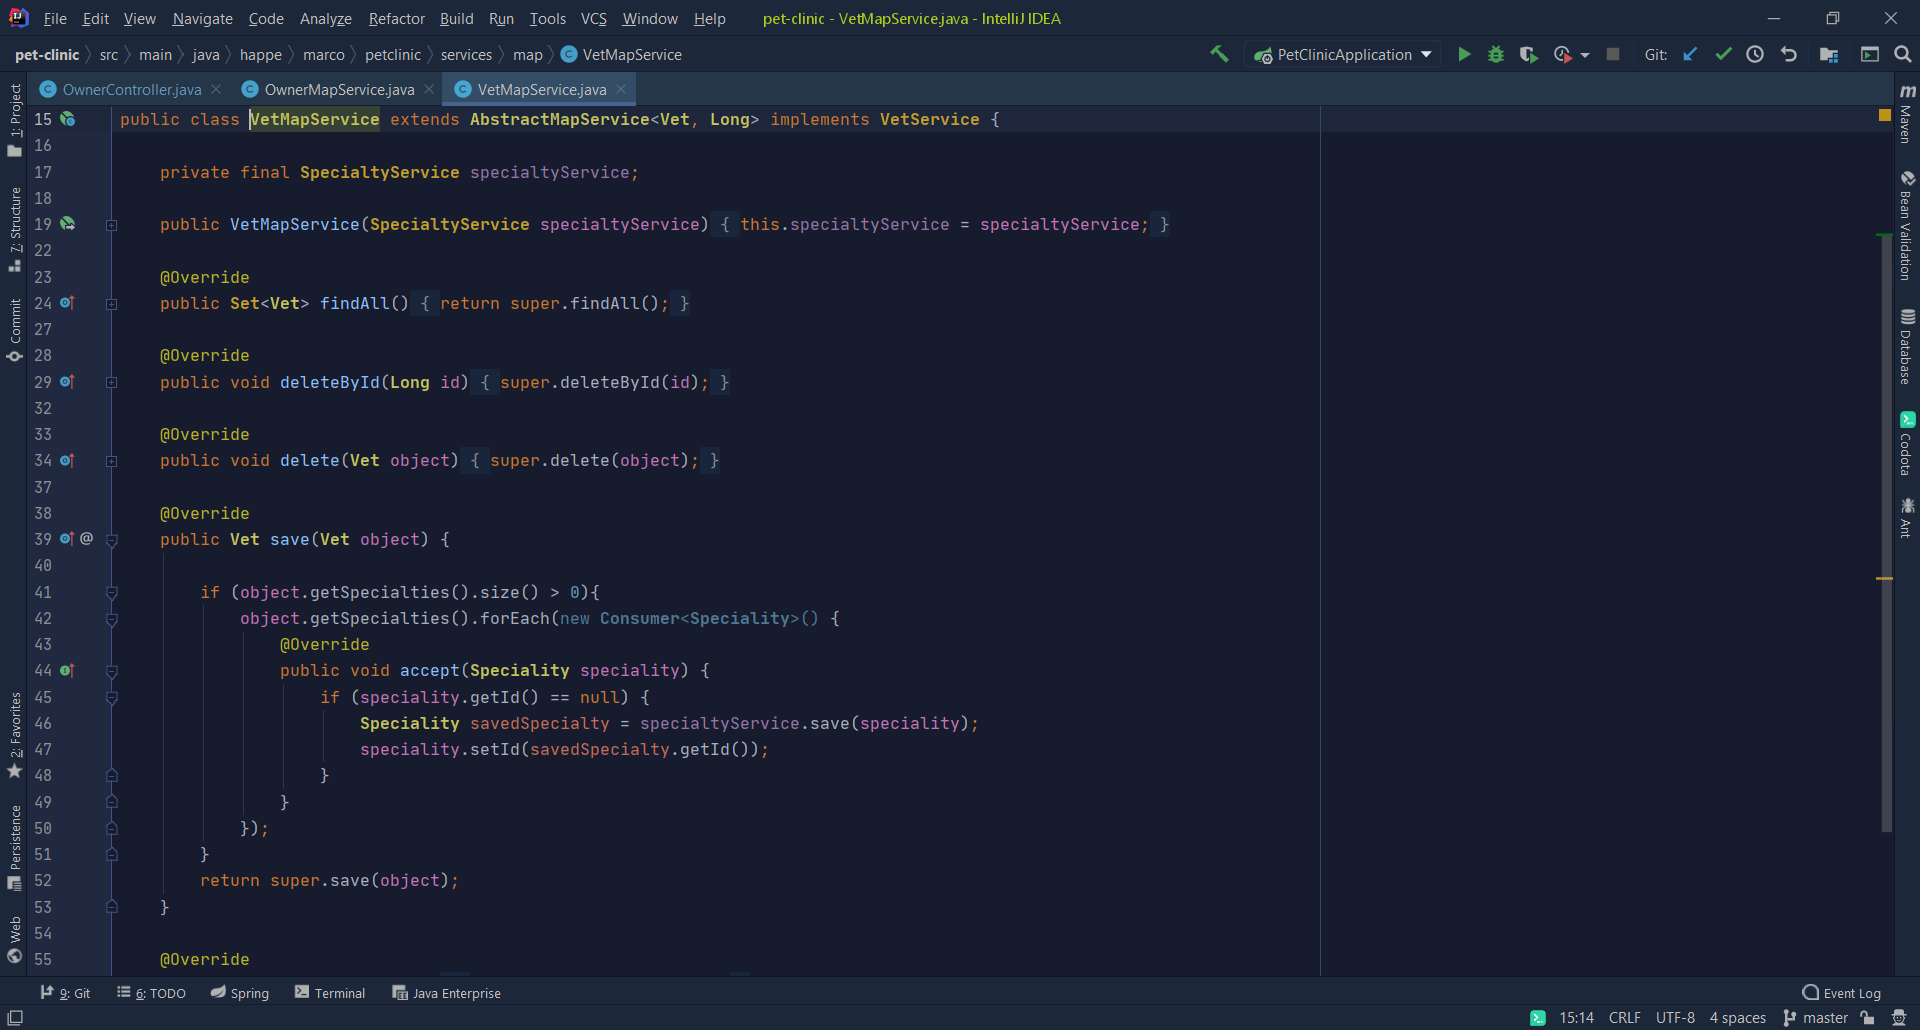 File Edit View Navigate Code Analyze Refactor Build Run Tools VCS Window Help pet-clinic - VetMapService.java - IntelliJ IDEA
pet-clinic src main java happe marco petclinic services map C VetMapService PetClinicApplication Git:
C OwnerController.java C OwnerMapService.java C VetMapService.java
15 public class VetMapService extends AbstractMapService<Vet, Long> implements VetService {
16
17 private final SpecialtyService specialtyService;
18
19 public VetMapService(SpecialtyService specialtyService) { this.specialtyService = specialtyService; }
22
23 @Override
24 public Set<Vet> findAll() { return super.findAll(); }
27
28 @Override
29 public void deleteById(Long id) { super.deleteById(id); }
32
33 @Override
34 public void delete(Vet object) { super.delete(object); }
37
38 @Override
39 @ public Vet save(Vet object) {
40
41 if (object.getSpecialties().size() > 0){
42 object.getSpecialties().forEach(new Consumer<Speciality>() {
43 @Override
44 public void accept(Speciality speciality) {
45 if (speciality.getId() == null) {
46 Speciality savedSpecialty = specialtyService.save(speciality);
47 speciality.setId(savedSpecialty.getId());
48 }
49 }
50 });
51 }
52 return super.save(object);
53 }
54
55 @Override
1: Project
7: Structure
Commit
2: Favorites
Persistence
Web
m Maven
Bean Validation
Database
Codota
Ant
9: Git 6: TODO Spring Terminal Java Enterprise Event Log
15:14 CRLF UTF-8 4 spaces master